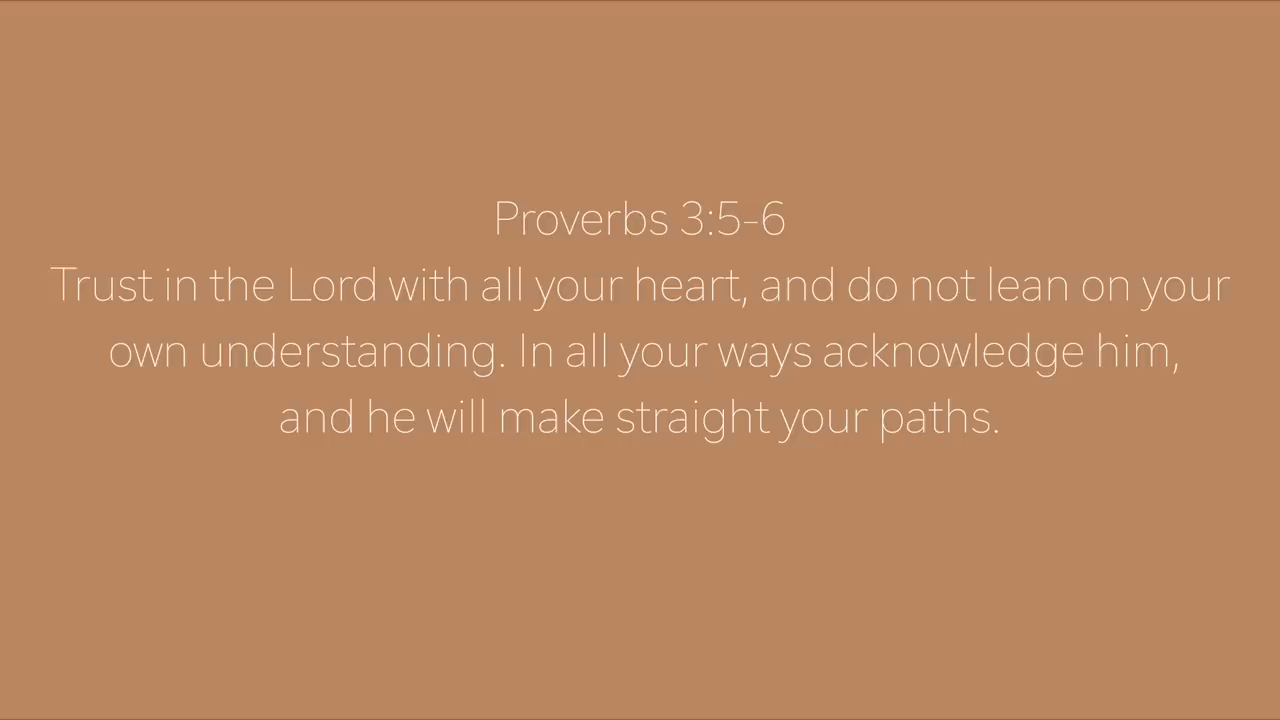 Proverbs 3:5-6
Trust in the Lord with all your heart, and do not lean on your
own understanding. In all your ways acknowledge him,
and he will make straight your paths.